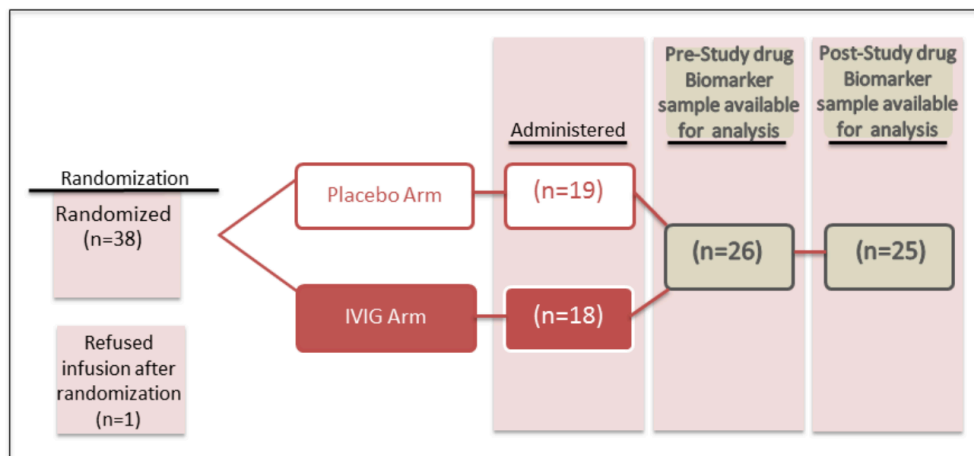 Randomization
Randomized
(n=38)
Refused
infusion after
randomization
(n=1)
Placebo Arm
IVIG Arm
Administered
(n=19)
(n=18)
Pre-Study drug
Biomarker
sample available
for analysis
(n=26)
Post-Study drug
Biomarker
sample available
for analysis
(n=25)